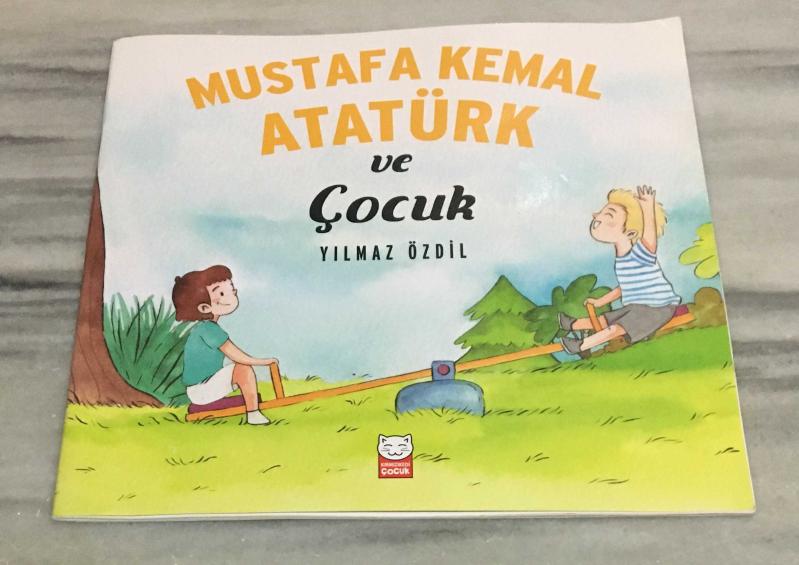 MUSTAFA KEMAL
ATATÜRK
ve
Çocuk
YILMAZ ÖZDİL
KIRMIZIKEDİ
ÇOCUK